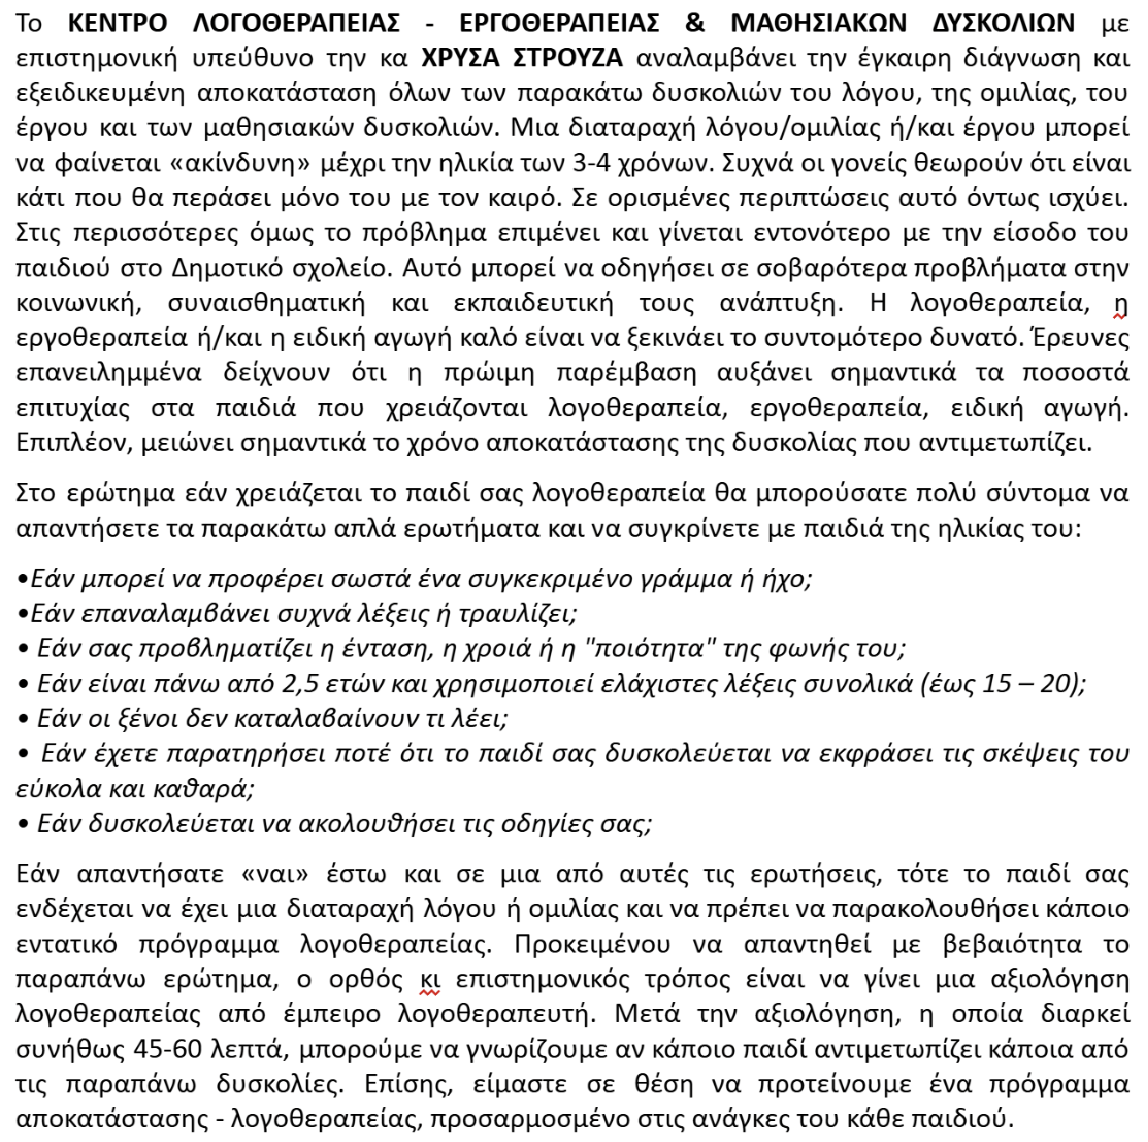 Το ΚΕΝΤΡΟ ΛΟΓΟΘΕΡΑΠΕΙΑΣ - ΕΡΓΟΘΕΡΑΠΕΙΑΣ & ΜΑΘΗΣΙΑΚΩΝ ΔΥΣΚΟΛΙΩΝ με
επιστημονική υπεύθυνο την κα ΧΡΥΣΑ ΣΤΡΟΥΖΑ αναλαμβάνει την έγκαιρη διάγνωση και
εξειδικευμένη αποκατάσταση όλων των παρακάτω δυσκολιών του λόγου, της ομιλίας, του
έργου και των μαθησιακών δυσκολιών. Μια διαταραχή λόγου/ομιλίας ή/και έργου μπορεί
να φαίνεται «ακίνδυνη» μέχρι την ηλικία των 3-4 χρόνων. Συχνά οι γονείς θεωρούν ότι είναι
κάτι που θα περάσει μόνο του με τον καιρό. Σε ορισμένες περιπτώσεις αυτό όντως ισχύει.
Στις περισσότερες όμως το πρόβλημα επιμένει και γίνεται εντονότερο με την είσοδο του
παιδιού στο Δημοτικό σχολείο. Αυτό μπορεί να οδηγήσει σε σοβαρότερα προβλήματα στην
κοινωνική, συναισθηματική και εκπαιδευτική τους ανάπτυξη. Η λογοθεραπεία, η
εργοθεραπεία ή/και η ειδική αγωγή καλό είναι να ξεκινάει το συντομότερο δυνατό. Έρευνες
επανειλημμένα δείχνουν ότι η πρώιμη παρέμβαση αυξάνει σημαντικά τα ποσοστά
επιτυχίας στα παιδιά που χρειάζονται λογοθεραπεία, εργοθεραπεία, ειδική αγωγή.
Επιπλέον, μειώνει σημαντικά το χρόνο αποκατάστασης της δυσκολίας που αντιμετωπίζει.
Στο ερώτημα εάν χρειάζεται το παιδί σας λογοθεραπεία θα μπορούσατε πολύ σύντομα να
απαντήσετε τα παρακάτω απλά ερωτήματα και να συγκρίνετε με παιδιά της ηλικίας του:
•Εάν μπορεί να προφέρει σωστά ένα συγκεκριμένο γράμμα ή ήχο;
•Εάν επαναλαμβάνει συχνά λέξεις ή τραυλίζει;
• Εάν σας προβληματίζει η ένταση, η χροιά ή η "ποιότητα" της φωνής του;
• Εάν είναι πάνω από 2,5 ετών και χρησιμοποιεί ελάχιστες λέξεις συνολικά (έως 15 – 20);
• Εάν οι ξένοι δεν καταλαβαίνουν τι λέει;
• Εάν έχετε παρατηρήσει ποτέ ότι το παιδί σας δυσκολεύεται να εκφράσει τις σκέψεις του
εύκολα και καθαρά;
• Εάν δυσκολεύεται να ακολουθήσει τις οδηγίες σας;
Εάν απαντήσατε «ναι» έστω και σε μια από αυτές τις ερωτήσεις, τότε το παιδί σας
ενδέχεται να έχει μια διαταραχή λόγου ή ομιλίας και να πρέπει να παρακολουθήσει κάποιο
εντατικό πρόγραμμα λογοθεραπείας. Προκειμένου να απαντηθεί με βεβαιότητα το
παραπάνω ερώτημα, ο ορθός κι επιστημονικός τρόπος είναι να γίνει μια αξιολόγηση
λογοθεραπείας από έμπειρο λογοθεραπευτή. Μετά την αξιολόγηση, η οποία διαρκεί
συνήθως 45-60 λεπτά, μπορούμε να γνωρίζουμε αν κάποιο παιδί αντιμετωπίζει κάποια από
τις παραπάνω δυσκολίες. Επίσης, είμαστε σε θέση να προτείνουμε ένα πρόγραμμα
αποκατάστασης - λογοθεραπείας, προσαρμοσμένο στις ανάγκες του κάθε παιδιού.